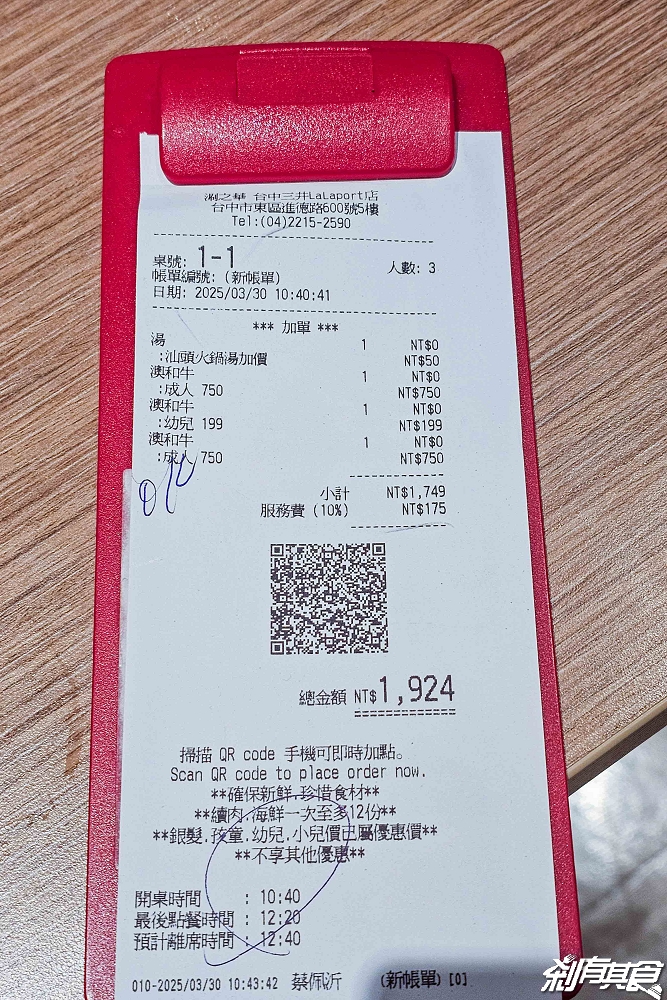 涮之華 台中三井LaLaport店
台中市東區進德路600號5樓
Tel:(04)2215-2590
桌號: 1-1 人數: 3
帳單編號: (新帳單)
日期: 2025/03/30 10:40:41
*** 加單 ***
湯 1 NT$0
:汕頭火鍋湯加價 NT$50
澳和牛 1 NT$0
:成人 750 NT$750
澳和牛 1 NT$0
:幼兒 199 NT$199
澳和牛 1 NT$0
:成人 750 NT$750
小計 NT$1,749
服務費 (10%) NT$175
總金額 NT$1,924
掃描 QR code 手機可即時加點。
Scan QR code to place order now.
**確保新鮮.珍惜食材**
**續肉.海鮮一次至多12份**
**銀髮.孩童.幼兒.小兒價已屬優惠價**
**不享其他優惠**
開桌時間 : 10:40
最後點餐時間 : 12:20
預計離席時間 : 12:40
010-2025/03/30 10:43:42 蔡佩沂 (新帳單) [0]
剎有其食